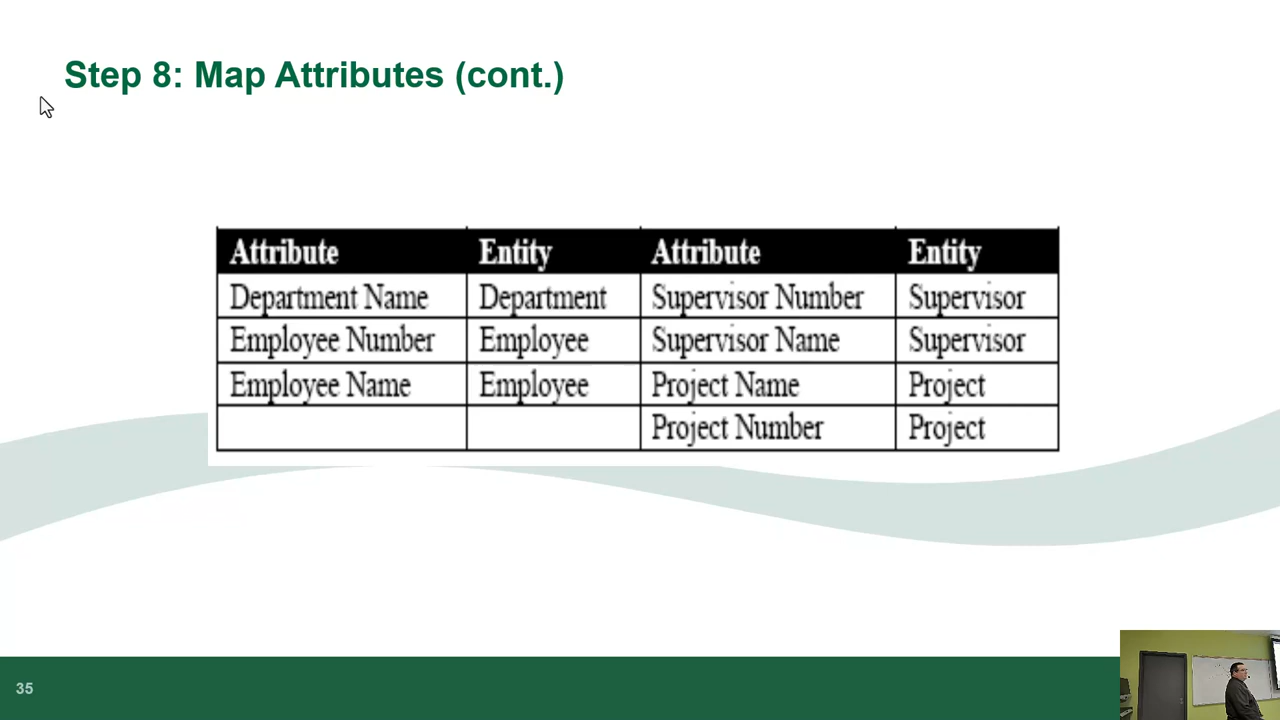 Step 8: Map Attributes (cont.)
Attribute Entity Attribute Entity
Department Name Department Supervisor Number Supervisor
Employee Number Employee Supervisor Name Supervisor
Employee Name Employee Project Name Project
Project Number Project
35